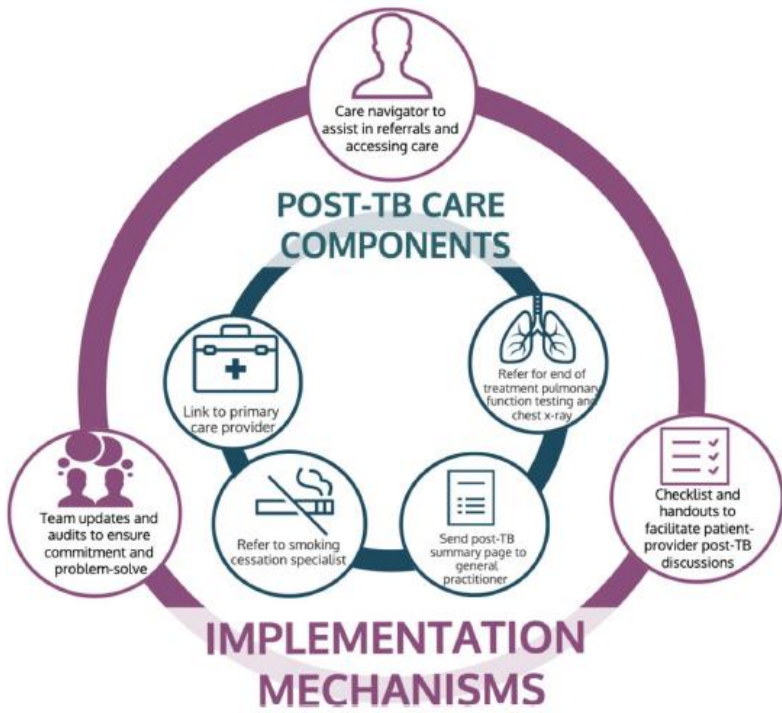 Care navigator to
assist in referrals and
accessing care
POST-TB CARE
COMPONENTS
Link to primary
care provider
Refer for end of
treatment pulmonary
function testing and
chest x-ray
Refer to smoking
cessation specialist
Send post-TB
summary page to
general
practitioner
Team updates and
audits to ensure
commitment and
problem-solve
Checklist and
handouts to
facilitate patient-
provider post-TB
discussions
IMPLEMENTATION
MECHANISMS